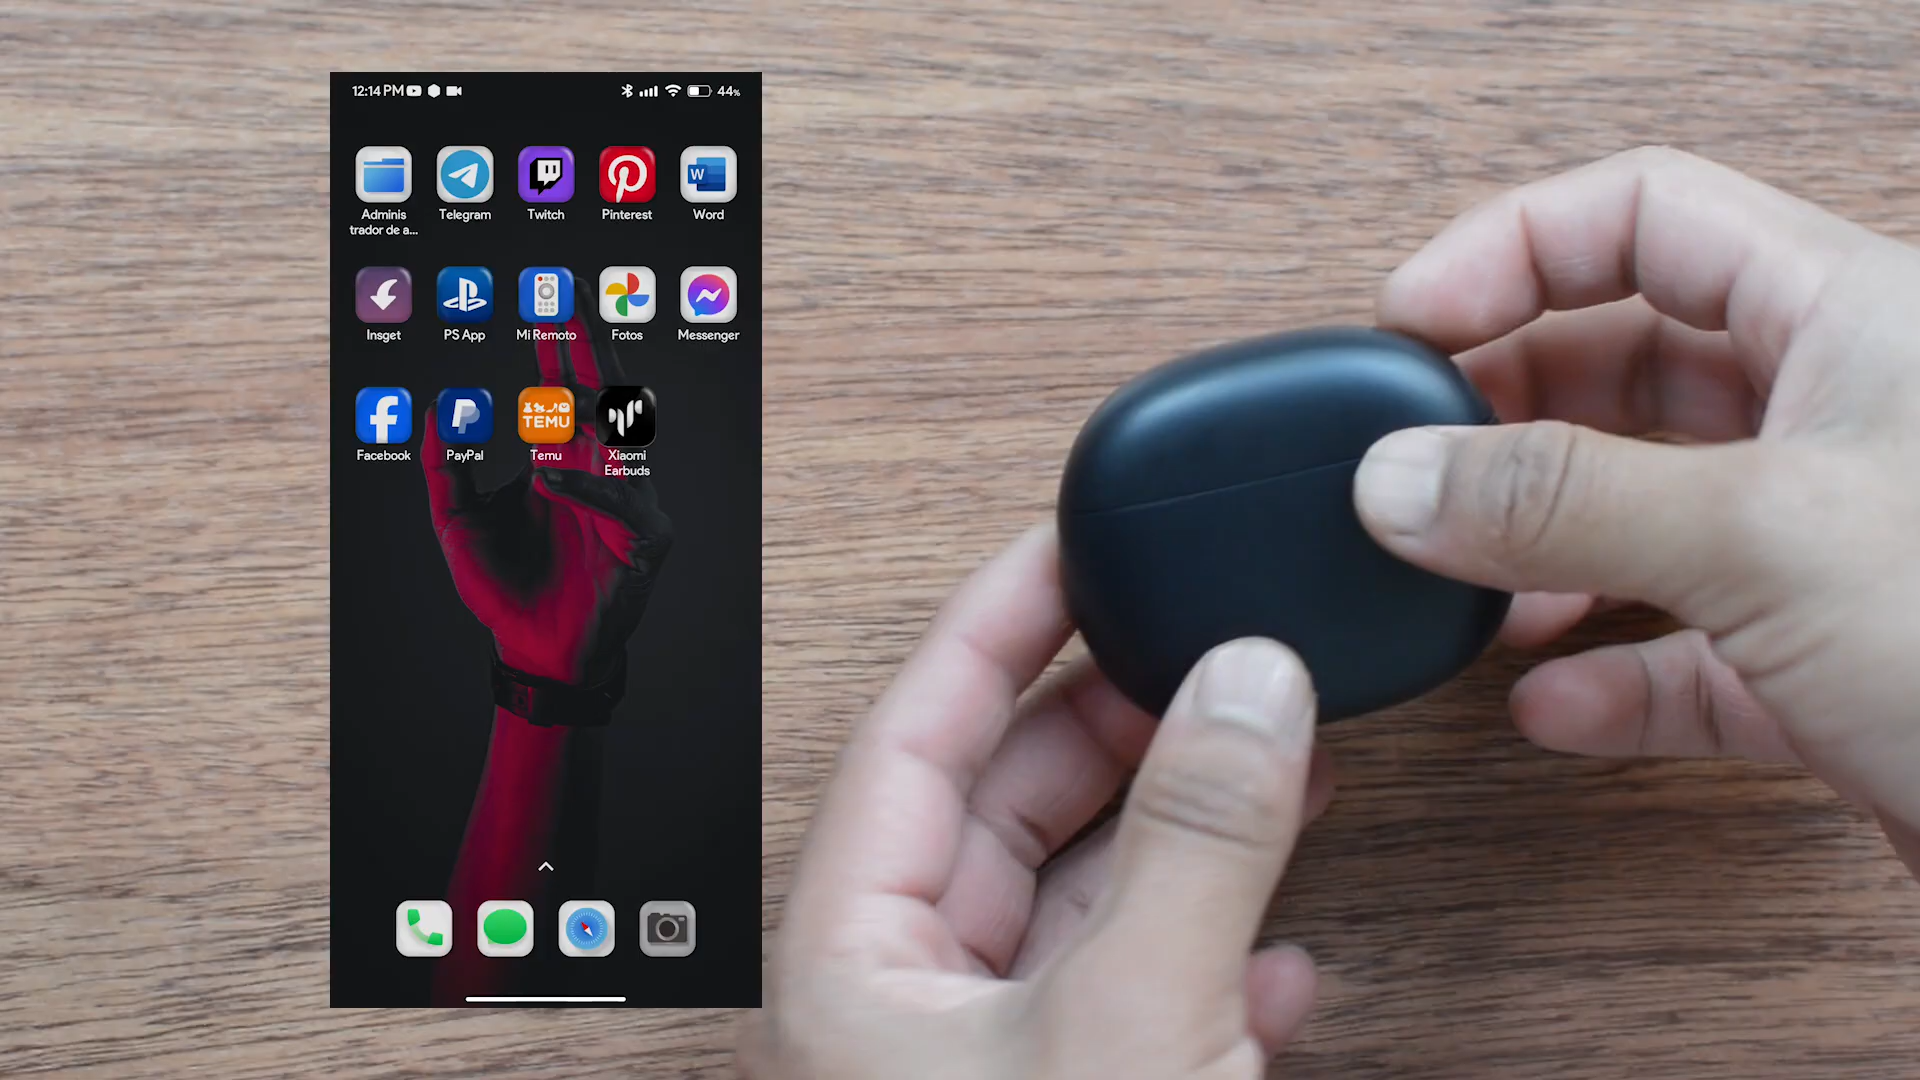 12:14 PM 44%
Adminis
trador de a...
Telegram
Twitch
Pinterest
W
Word
Insget
PS App
Mi Remoto
Fotos
Messenger
Facebook
PayPal
TEMU
Temu
Xiaomi
Earbuds